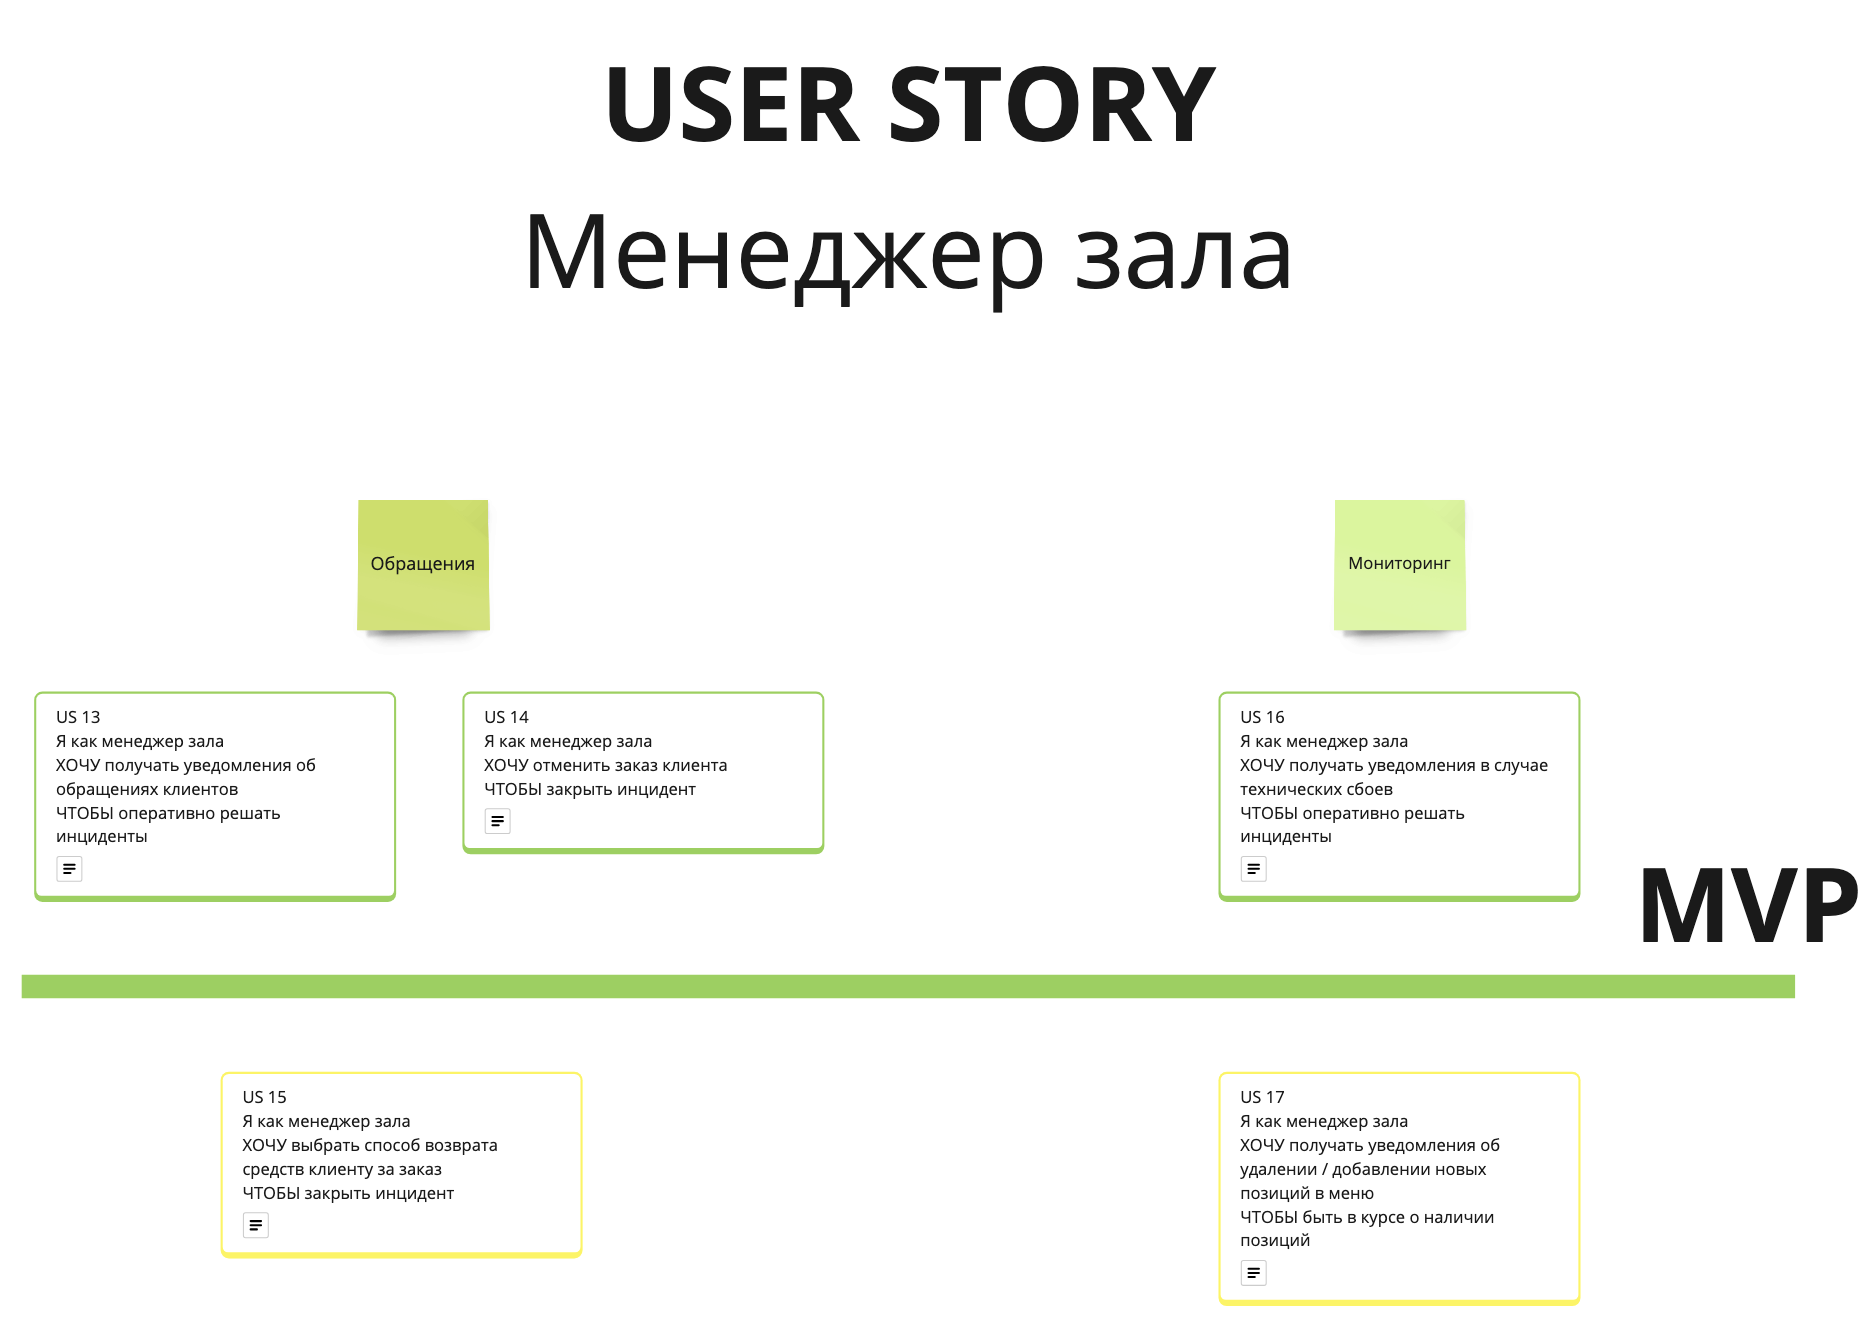 USER STORY
Менеджер зала
Обращения
Мониторинг
US 13
Я как менеджер зала
ХОЧУ получать уведомления об
обращениях клиентов
ЧТОБЫ оперативно решать
инциденты
US 14
Я как менеджер зала
ХОЧУ отменить заказ клиента
ЧТОБЫ закрыть инцидент
US 16
Я как менеджер зала
ХОЧУ получать уведомления в случае
технических сбоев
ЧТОБЫ оперативно решать
инциденты
MVP
US 15
Я как менеджер зала
ХОЧУ выбрать способ возврата
средств клиенту за заказ
ЧТОБЫ закрыть инцидент
US 17
Я как менеджер зала
ХОЧУ получать уведомления об
удалении / добавлении новых
позиций в меню
ЧТОБЫ быть в курсе о наличии
позиций